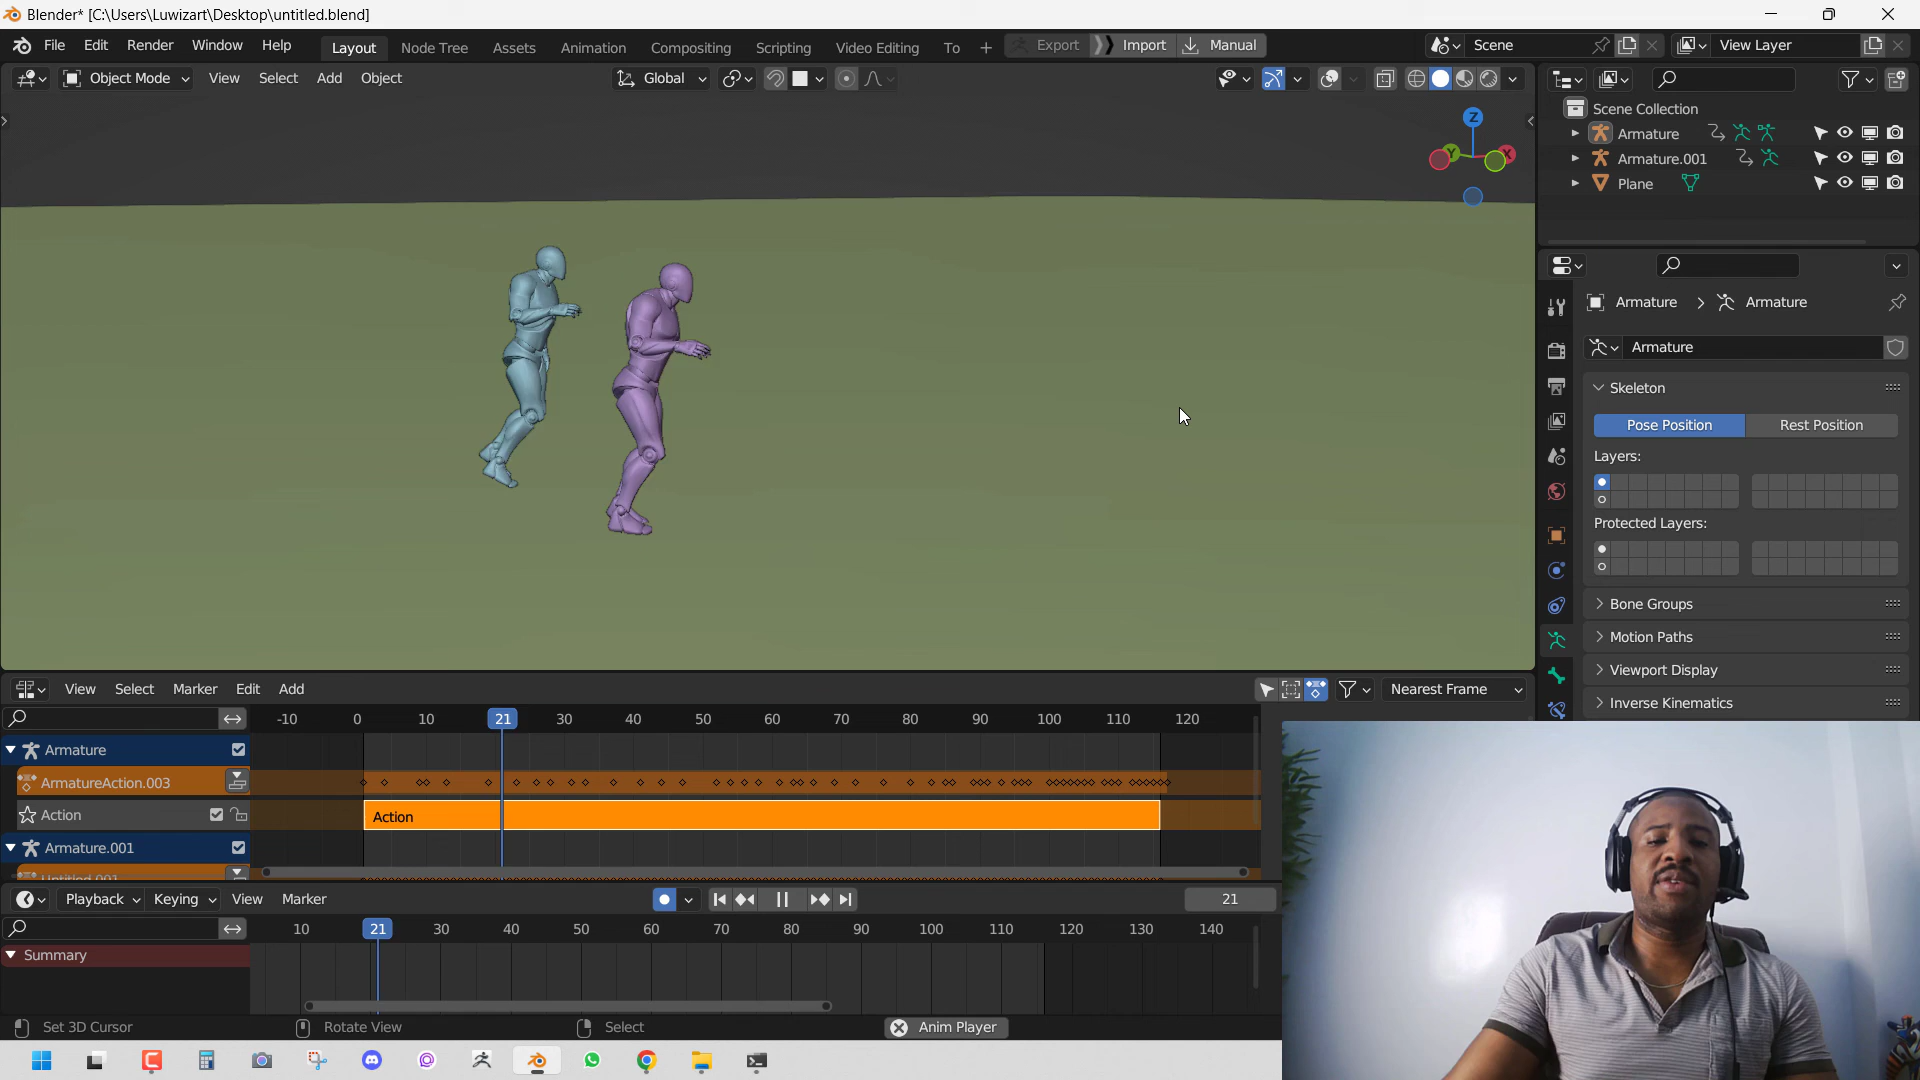 Blender* [C:\Users\Luwizart\Desktop\untitled.blend]
File Edit Render Window Help Layout Node Tree Assets Animation Compositing Scripting Video Editing To Export Import Manual Scene View Layer
Object Mode View Select Add Object Global
Scene Collection
Armature
Armature.001
Plane
Z
Y X
Armature Armature
Armature
Skeleton
Pose Position Rest Position
Layers:
Protected Layers:
Bone Groups
Motion Paths
Viewport Display
Inverse Kinematics
View Select Marker Edit Add Nearest Frame
-10 0 10 21 30 40 50 60 70 80 90 100 110 120
Armature
ArmatureAction.003
Action Action
Armature.001
Untitled.001
Playback Keying View Marker 21
10 21 30 40 50 60 70 80 90 100 110 120 130 140
Summary
Set 3D Cursor Rotate View Select Anim Player